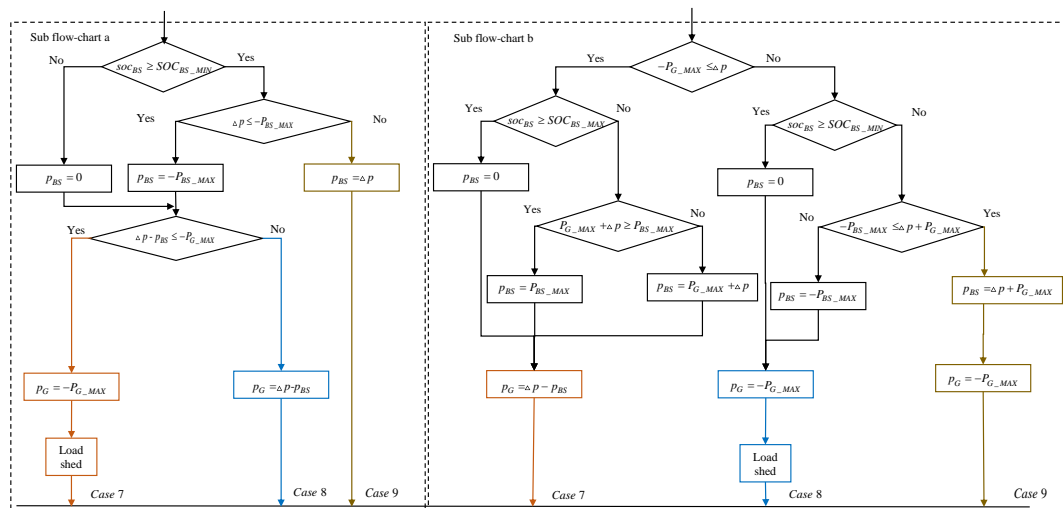 Sub flow-chart a
No
soc_BS ≥ SOC_BS_MIN
Yes
Yes
△p ≤ -P_BS_MAX
No
p_BS = 0
p_BS = -P_BS_MAX
p_BS = △p
Yes
△p - p_BS ≤ -P_G_MAX
No
p_G = -P_G_MAX
p_G = △p - p_BS
Load
shed
Case 7
Case 8
Case 9
Sub flow-chart b
Yes
-P_G_MAX ≤ △p
No
Yes
soc_BS ≥ SOC_BS_MAX
No
Yes
soc_BS ≥ SOC_BS_MIN
No
p_BS = 0
p_BS = 0
Yes
P_G_MAX + △p ≥ P_BS_MAX
No
No
-P_BS_MAX ≤ △p + P_G_MAX
Yes
p_BS = P_BS_MAX
p_BS = P_G_MAX + △p
p_BS = -P_BS_MAX
p_BS = △p + P_G_MAX
p_G = △p - p_BS
p_G = -P_G_MAX
p_G = -P_G_MAX
Load
shed
Case 7
Case 8
Case 9